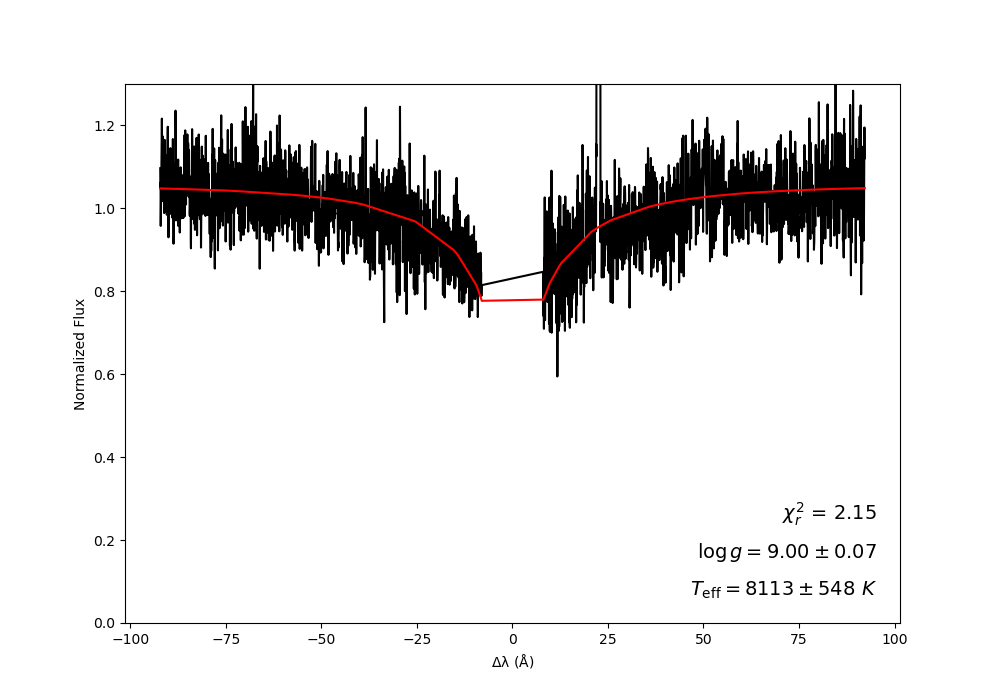 1.2
1.0
0.8
0.6
0.4
0.2
0.0
Normalized Flux
χ²ᵣ = 2.15
log g = 9.00 ± 0.07
T_eff = 8113 ± 548 K
−100 −75 −50 −25 0 25 50 75 100
Δλ (Å)